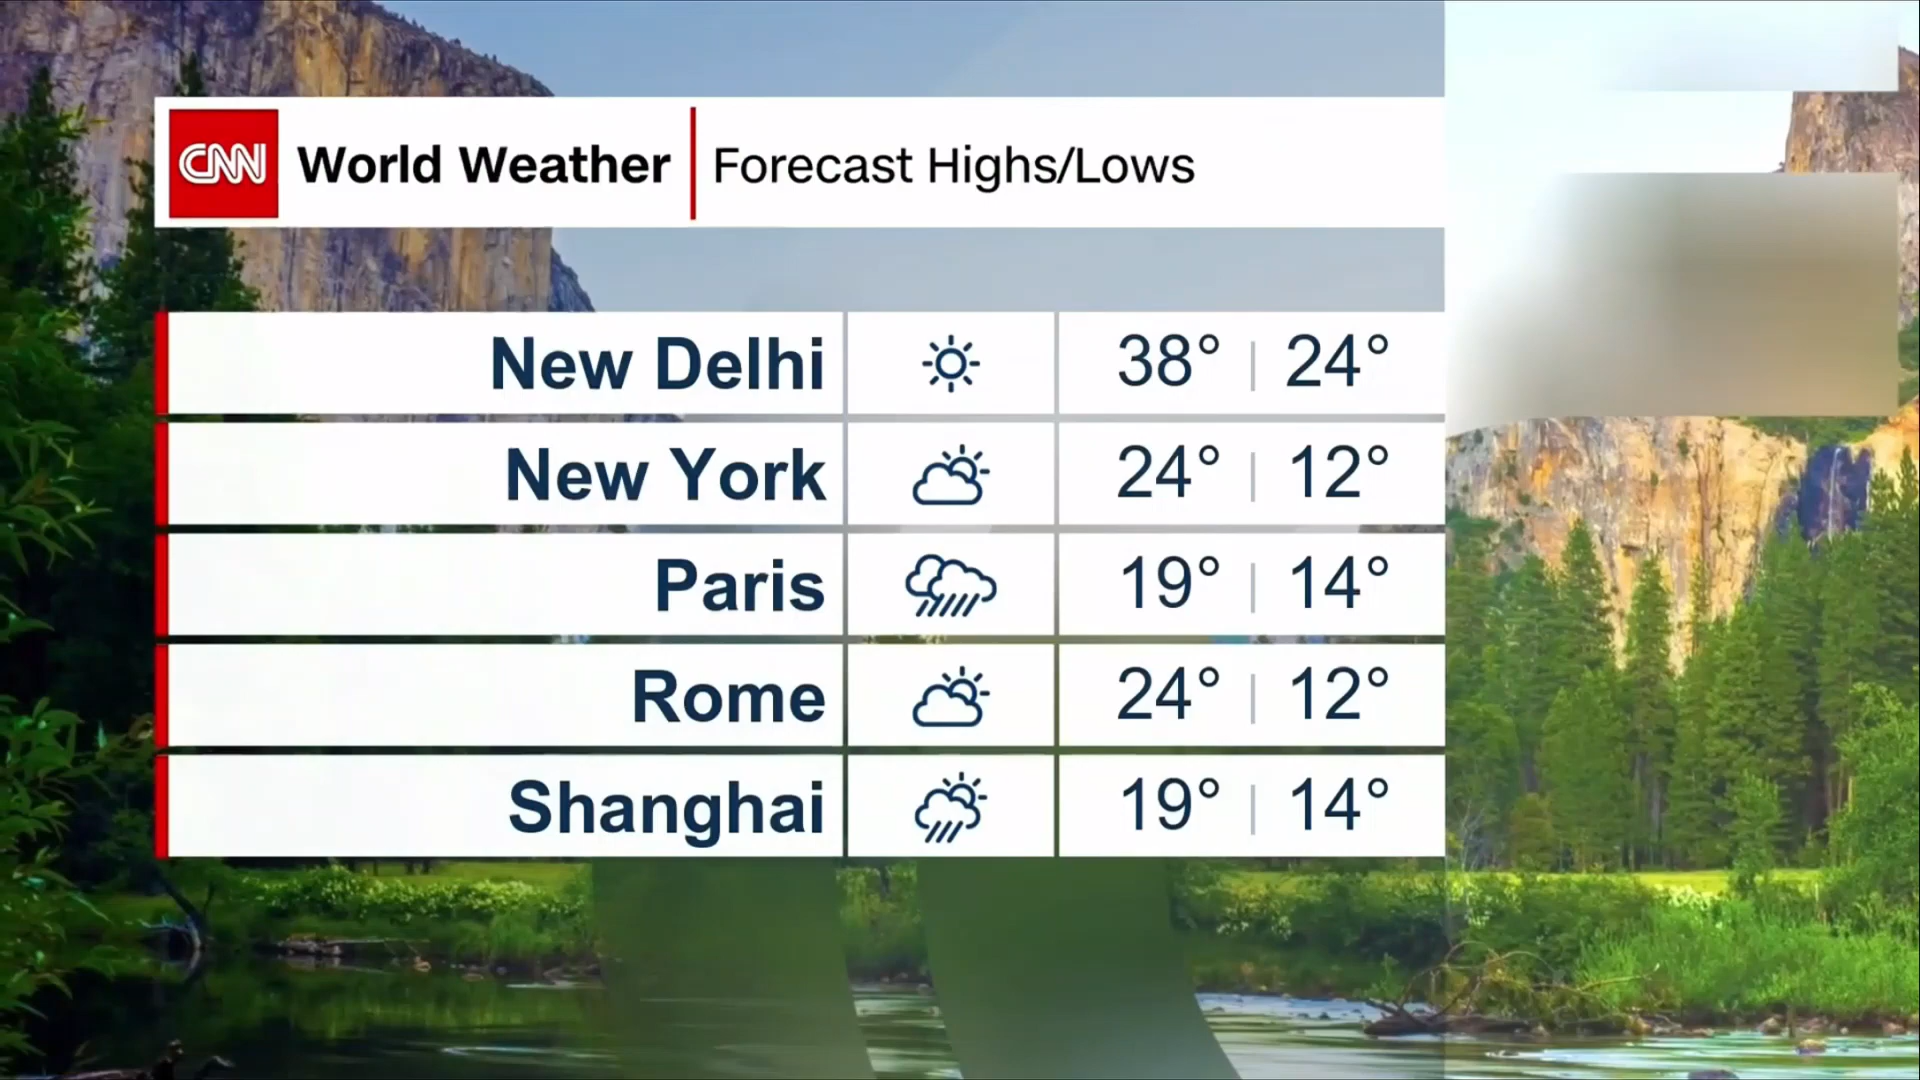 CNN World Weather | Forecast Highs/Lows
New Delhi 38° | 24°
New York 24° | 12°
Paris 19° | 14°
Rome 24° | 12°
Shanghai 19° | 14°